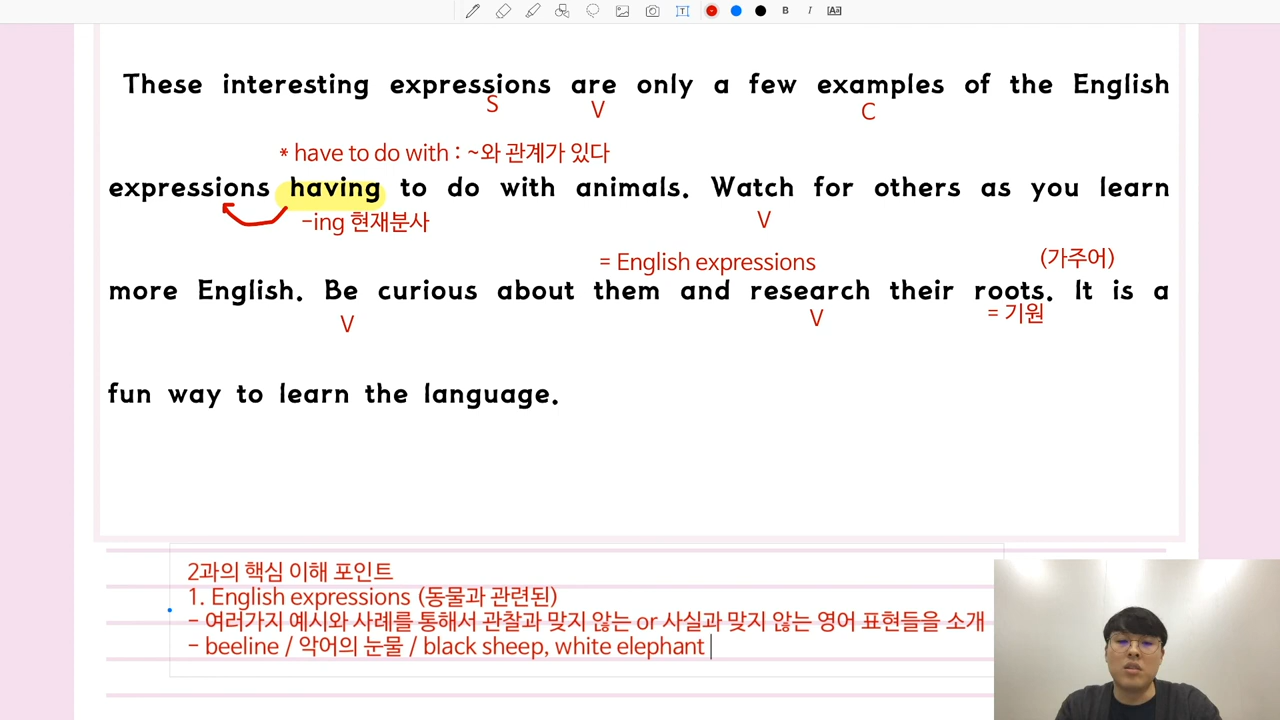 B I Aa
These interesting expressions are only a few examples of the English
S V C
* have to do with : ~와 관계가 있다
expressions having to do with animals. Watch for others as you learn
-ing 현재분사 V
= English expressions (가주어)
more English. Be curious about them and research their roots. It is a
V V = 기원
fun way to learn the language.
2과의 핵심 이해 포인트
1. English expressions (동물과 관련된)
- 여러가지 예시와 사례를 통해서 관찰과 맞지 않는 or 사실과 맞지 않는 영어 표현들을 소개
- beeline / 악어의 눈물 / black sheep, white elephant